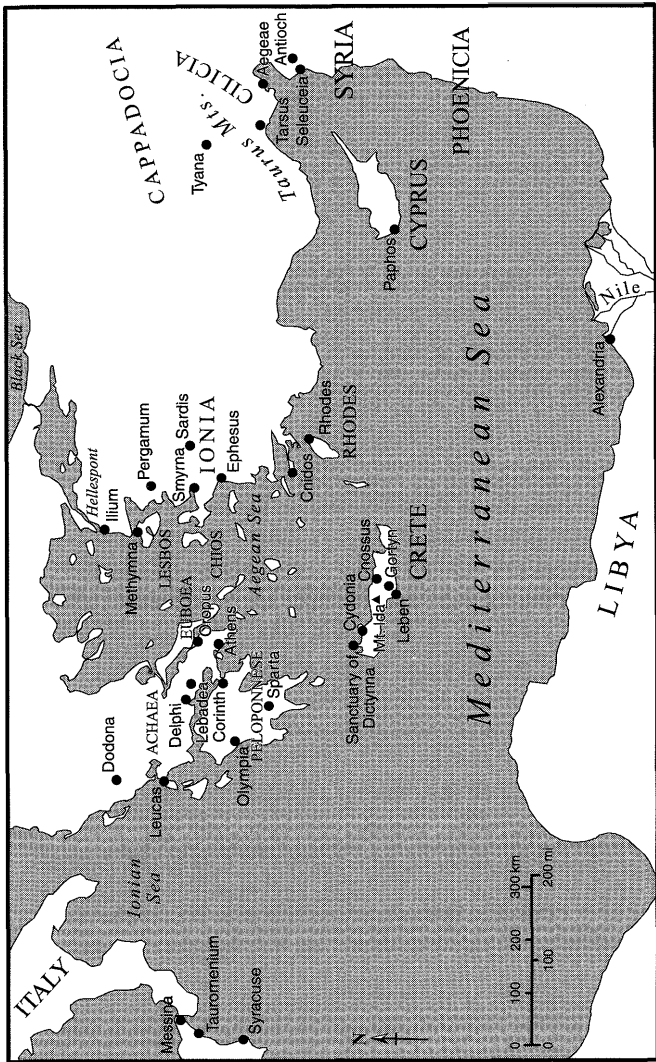 ITALY
Messina
Tauromenium
Syracuse
Ionian
Sea
Leucas
Dodona
ACHAEA
Delphi
Lebadea
Corinth
Olympia
PELOPONNESE
Sparta
Athens
Oropus
EUBOEA
Methymna
LESBOS
CHIOS
Aegean Sea
Ilium
Hellespont
Black Sea
Pergamum
Smyrna
Sardis
IONIA
Ephesus
Cnidos
Rhodes
RHODES
Sanctuary of
Dictynna
Cydonia
Mt. Ida
Cnossus
Gortyn
Leben
CRETE
CAPPADOCIA
Tyana
Taurus Mts.
CILICIA
Tarsus
Aegeae
Antioch
Seleuceia
SYRIA
PHOENICIA
CYPRUS
Paphos
Mediterranean Sea
LIBYA
Alexandria
Nile
N
0 100 200 300 km
0 100 200 mi